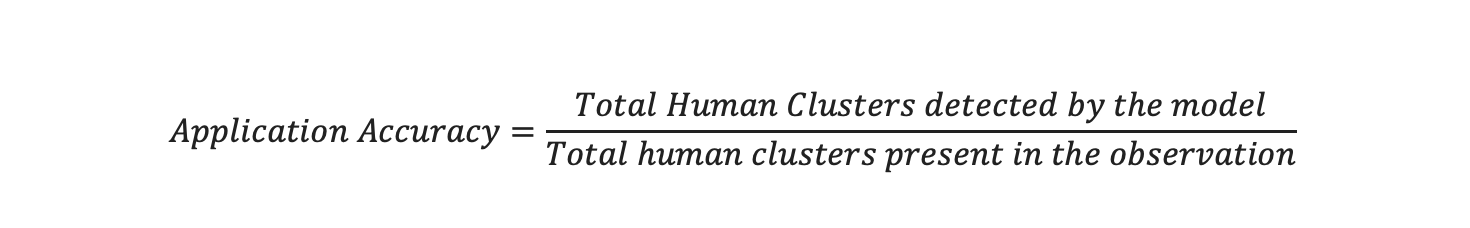 Total Human Clusters detected by the model
Application Accuracy =
Total human clusters present in the observation